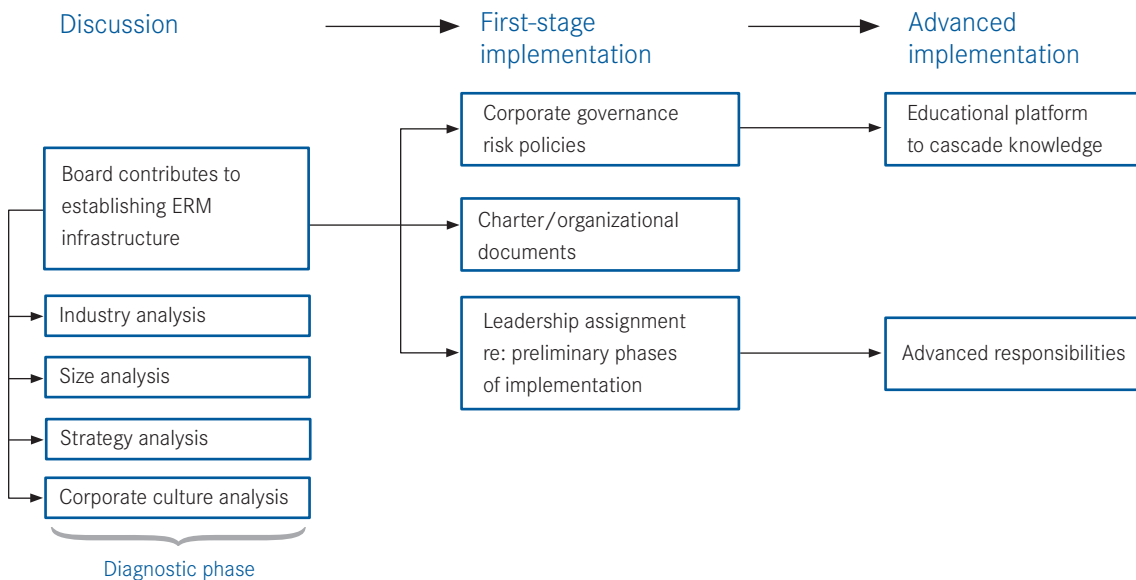 Discussion
First-stage
implementation
Advanced
implementation
Board contributes to
establishing ERM
infrastructure
Industry analysis
Size analysis
Strategy analysis
Corporate culture analysis
Diagnostic phase
Corporate governance
risk policies
Charter/organizational
documents
Leadership assignment
re: preliminary phases
of implementation
Educational platform
to cascade knowledge
Advanced responsibilities